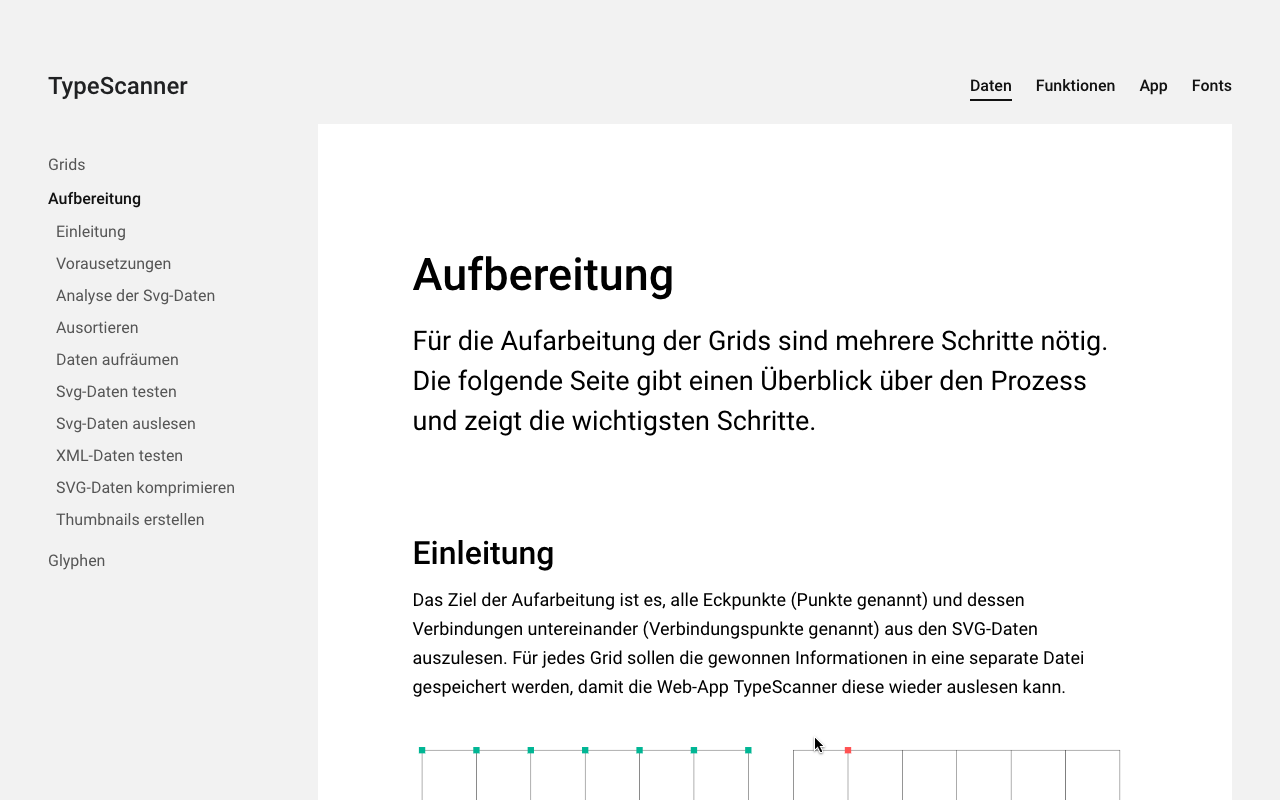 TypeScanner
Daten Funktionen App Fonts
Grids
Aufbereitung
Einleitung
Vorausetzungen
Analyse der Svg-Daten
Ausortieren
Daten aufräumen
Svg-Daten testen
Svg-Daten auslesen
XML-Daten testen
SVG-Daten komprimieren
Thumbnails erstellen
Glyphen
Aufbereitung
Für die Aufarbeitung der Grids sind mehrere Schritte nötig.
Die folgende Seite gibt einen Überblick über den Prozess
und zeigt die wichtigsten Schritte.
Einleitung
Das Ziel der Aufarbeitung ist es, alle Eckpunkte (Punkte genannt) und dessen
Verbindungen untereinander (Verbindungspunkte genannt) aus den SVG-Daten
auszulesen. Für jedes Grid sollen die gewonnen Informationen in eine separate Datei
gespeichert werden, damit die Web-App TypeScanner diese wieder auslesen kann.